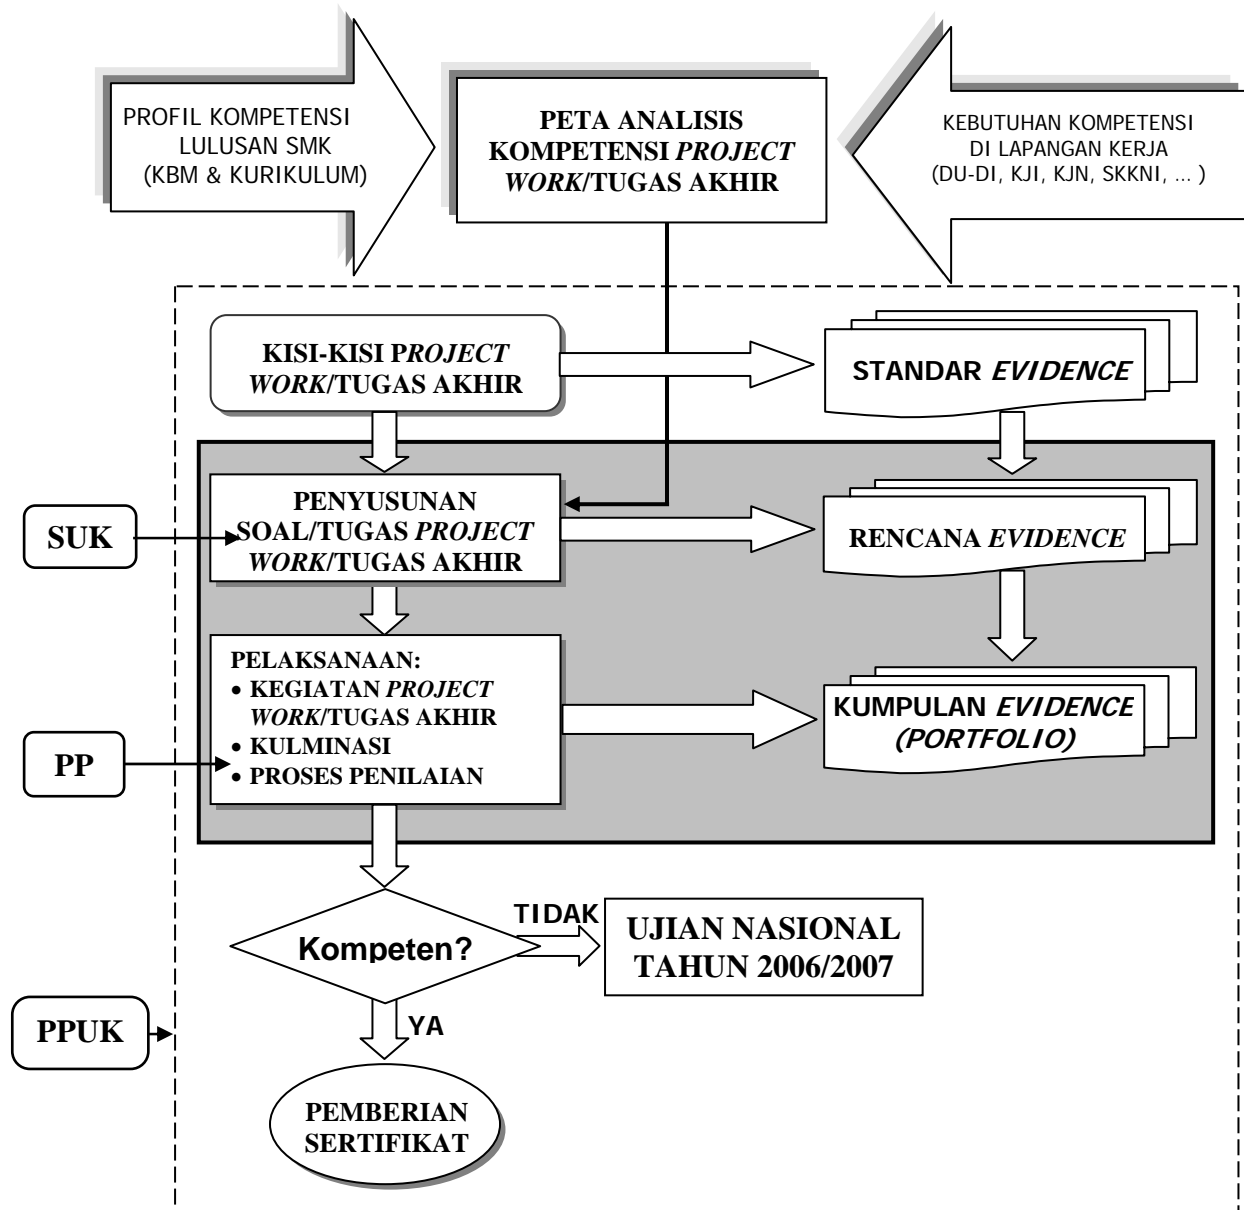 PROFIL KOMPETENSI
LULUSAN SMK
(KBM & KURIKULUM)
PETA ANALISIS
KOMPETENSI PROJECT
WORK/TUGAS AKHIR
KEBUTUHAN KOMPETENSI
DI LAPANGAN KERJA
(DU-DI, KJI, KJN, SKKNI, ... )
KISI-KISI PROJECT
WORK/TUGAS AKHIR
STANDAR EVIDENCE
SUK
PENYUSUNAN
SOAL/TUGAS PROJECT
WORK/TUGAS AKHIR
RENCANA EVIDENCE
PP
PELAKSANAAN:
• KEGIATAN PROJECT
WORK/TUGAS AKHIR
• KULMINASI
• PROSES PENILAIAN
KUMPULAN EVIDENCE
(PORTFOLIO)
Kompeten?
TIDAK
UJIAN NASIONAL
TAHUN 2006/2007
PPUK
YA
PEMBERIAN
SERTIFIKAT